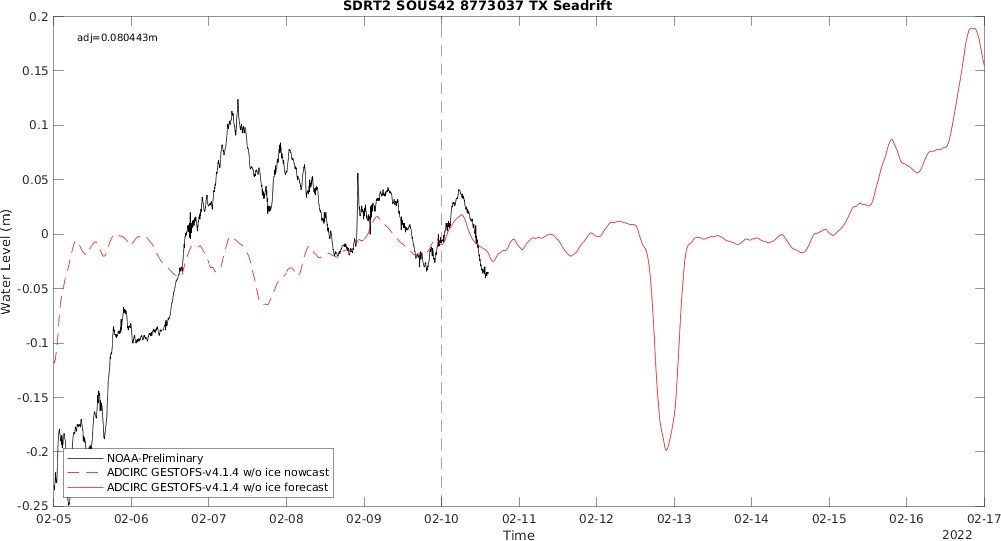 SDRT2 SOUS42 8773037 TX Seadrift
adj=0.080443m
0.2
0.15
0.1
0.05
0
-0.05
-0.1
-0.15
-0.2
-0.25
Water Level (m)
NOAA-Preliminary
ADCIRC GESTOFS-v4.1.4 w/o ice nowcast
ADCIRC GESTOFS-v4.1.4 w/o ice forecast
02-05 02-06 02-07 02-08 02-09 02-10 02-11 02-12 02-13 02-14 02-15 02-16 02-17
Time
2022